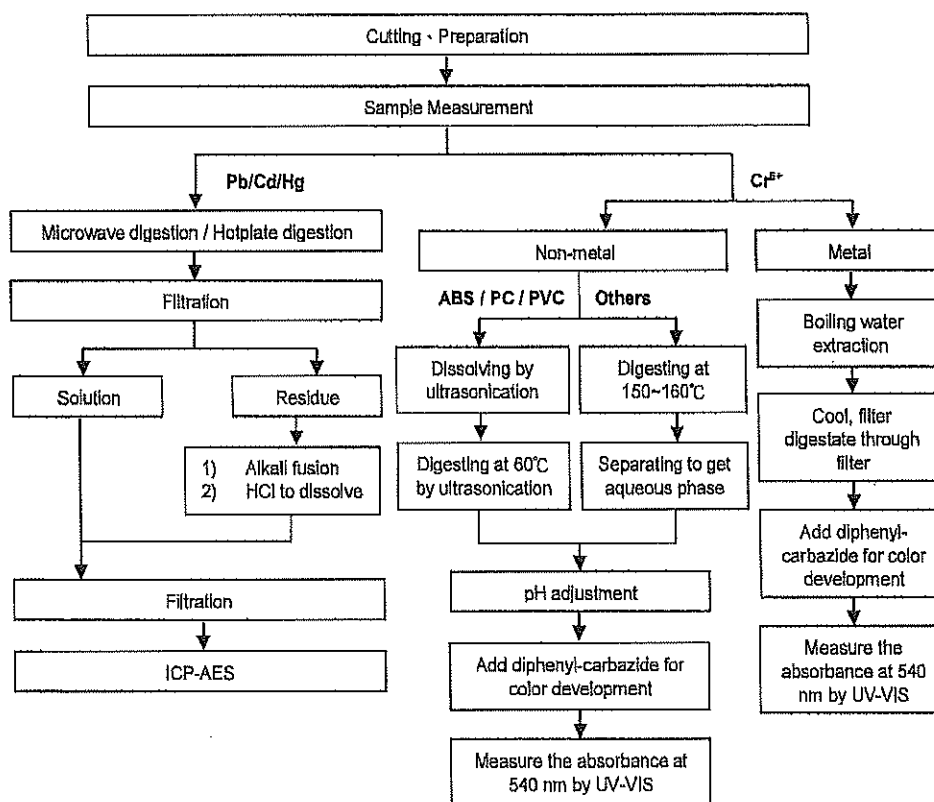 Cutting、Preparation
Sample Measurement
Pb/Cd/Hg
Cr6+
Microwave digestion / Hotplate digestion
Non-metal
Metal
Filtration
ABS / PC / PVC
Others
Boiling water
extraction
Solution
Residue
Dissolving by
ultrasonication
Digesting at
150~160℃
Cool, filter
digestate through
filter
1) Alkali fusion
2) HCl to dissolve
Digesting at 60℃
by ultrasonication
Separating to get
aqueous phase
Add diphenyl-
carbazide for color
development
Filtration
pH adjustment
ICP-AES
Add diphenyl-carbazide for
color development
Measure the
absorbance at 540
nm by UV-VIS
Measure the absorbance at
540 nm by UV-VIS